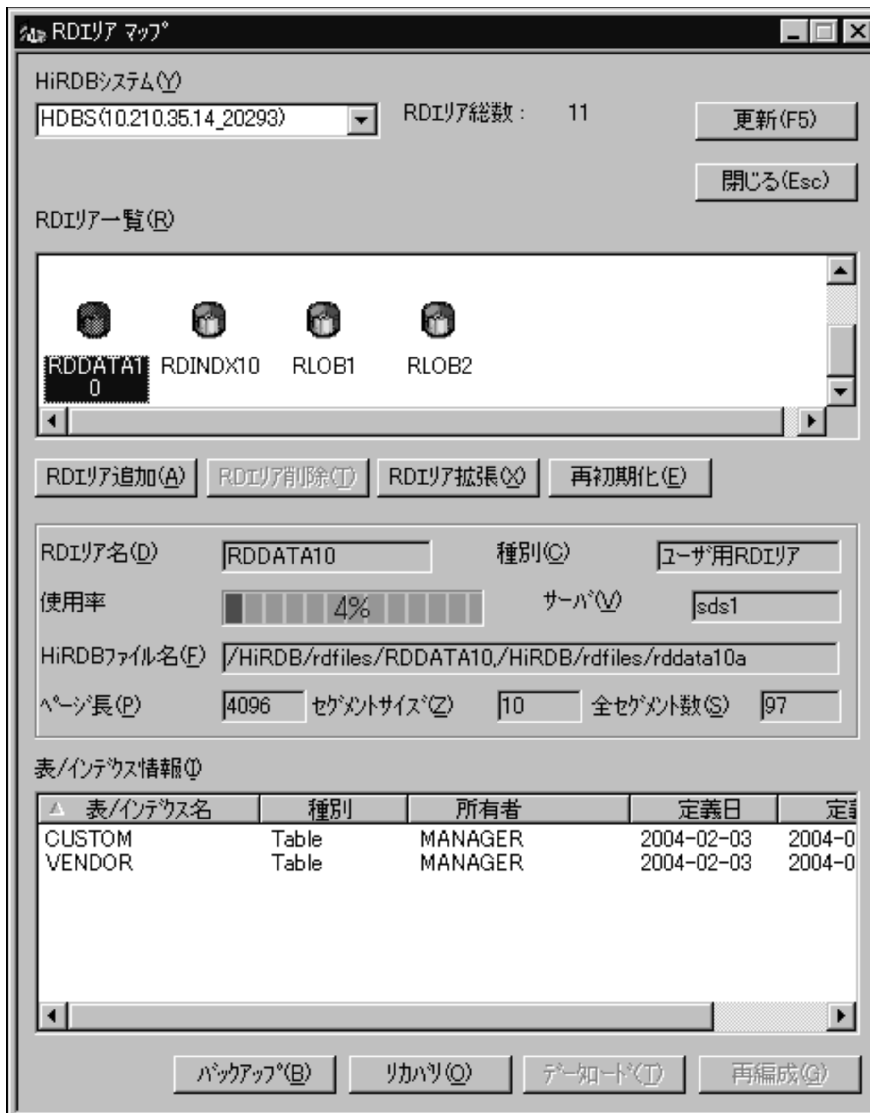 RDｴﾘｱ ﾏｯﾌﾟ
HiRDBｼｽﾃﾑ(Y)
HDBS(10.210.35.14_20293) RDｴﾘｱ総数 : 11 更新(F5)
閉じる(Esc)
RDｴﾘｱ一覧(R)
RDDATA1 RDINDX10 RLOB1 RLOB2
0
RDｴﾘｱ追加(A) RDｴﾘｱ削除(T) RDｴﾘｱ拡張(X) 再初期化(E)
RDｴﾘｱ名(D) RDDATA10 種別(C) ﾕｰｻﾞ用RDｴﾘｱ
使用率 4% ｻｰﾊﾞ(V) sds1
HiRDBﾌｧｲﾙ名(F) /HiRDB/rdfiles/RDDATA10,/HiRDB/rdfiles/rddata10a
ﾍﾟｰｼﾞ長(P) 4096 ｾｸﾞﾒﾝﾄｻｲｽﾞ(Z) 10 全ｾｸﾞﾒﾝﾄ数(S) 97
表/ｲﾝﾃﾞｸｽ情報(I)
表/ｲﾝﾃﾞｸｽ名 種別 所有者 定義日 定義
CUSTOM Table MANAGER 2004-02-03 2004-0
VENDOR Table MANAGER 2004-02-03 2004-0
ﾊﾞｯｸｱｯﾌﾟ(B) ﾘｶﾊﾞﾘ(O) ﾃﾞｰﾀﾛｰﾄﾞ(T) 再編成(G)